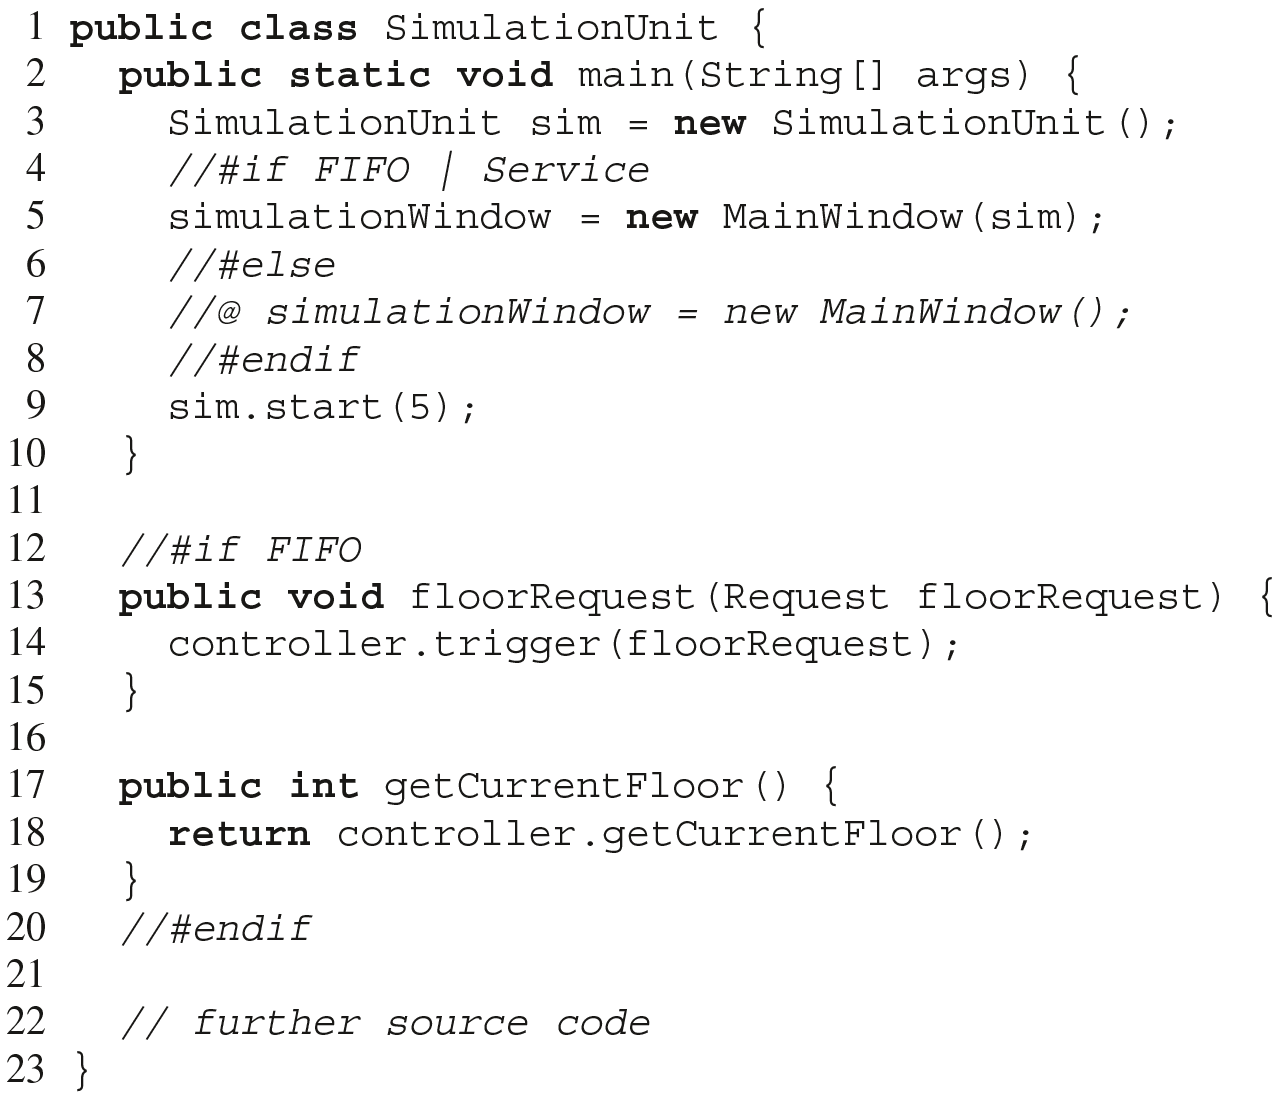 1 public class SimulationUnit {
2   public static void main(String[] args) {
3     SimulationUnit sim = new SimulationUnit();
4     //#if FIFO | Service
5     simulationWindow = new MainWindow(sim);
6     //#else
7     //@ simulationWindow = new MainWindow();
8     //#endif
9     sim.start(5);
10   }
11
12   //#if FIFO
13   public void floorRequest(Request floorRequest) {
14     controller.trigger(floorRequest);
15   }
16
17   public int getCurrentFloor() {
18     return controller.getCurrentFloor();
19   }
20   //#endif
21
22   // further source code
23 }